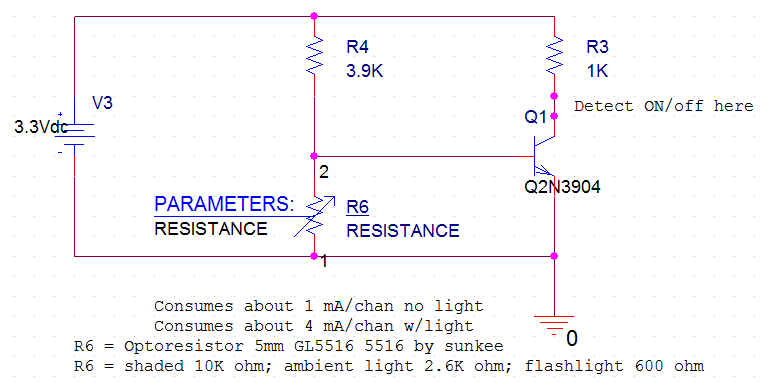 R4
3.9K
R3
1K
V3
3.3Vdc
+
-
Q1
Detect ON/off here
2
Q2N3904
PARAMETERS:
RESISTANCE
R6
RESISTANCE
1
0
Consumes about 1 mA/chan no light
Consumes about 4 mA/chan w/light
R6 = Optoresistor 5mm GL5516 5516 by sunkee
R6 = shaded 10K ohm; ambient light 2.6K ohm; flashlight 600 ohm